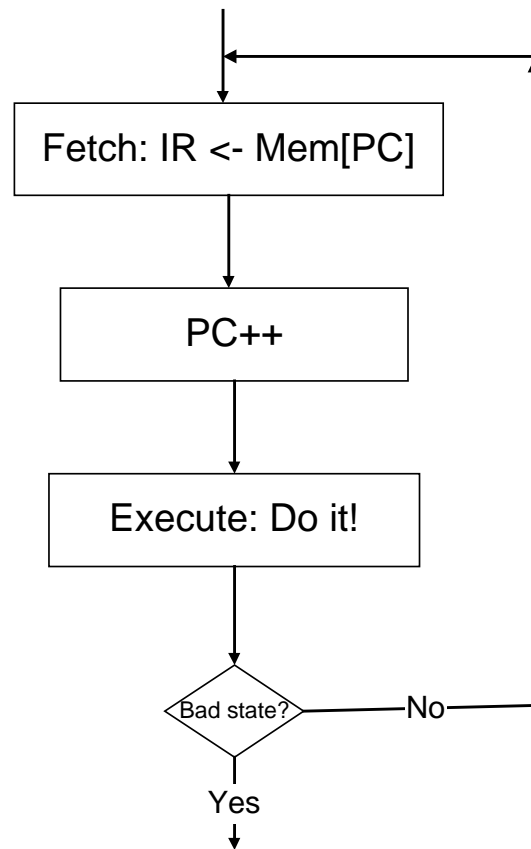 Fetch: IR <- Mem[PC]
PC++
Execute: Do it!
Bad state?
No
Yes